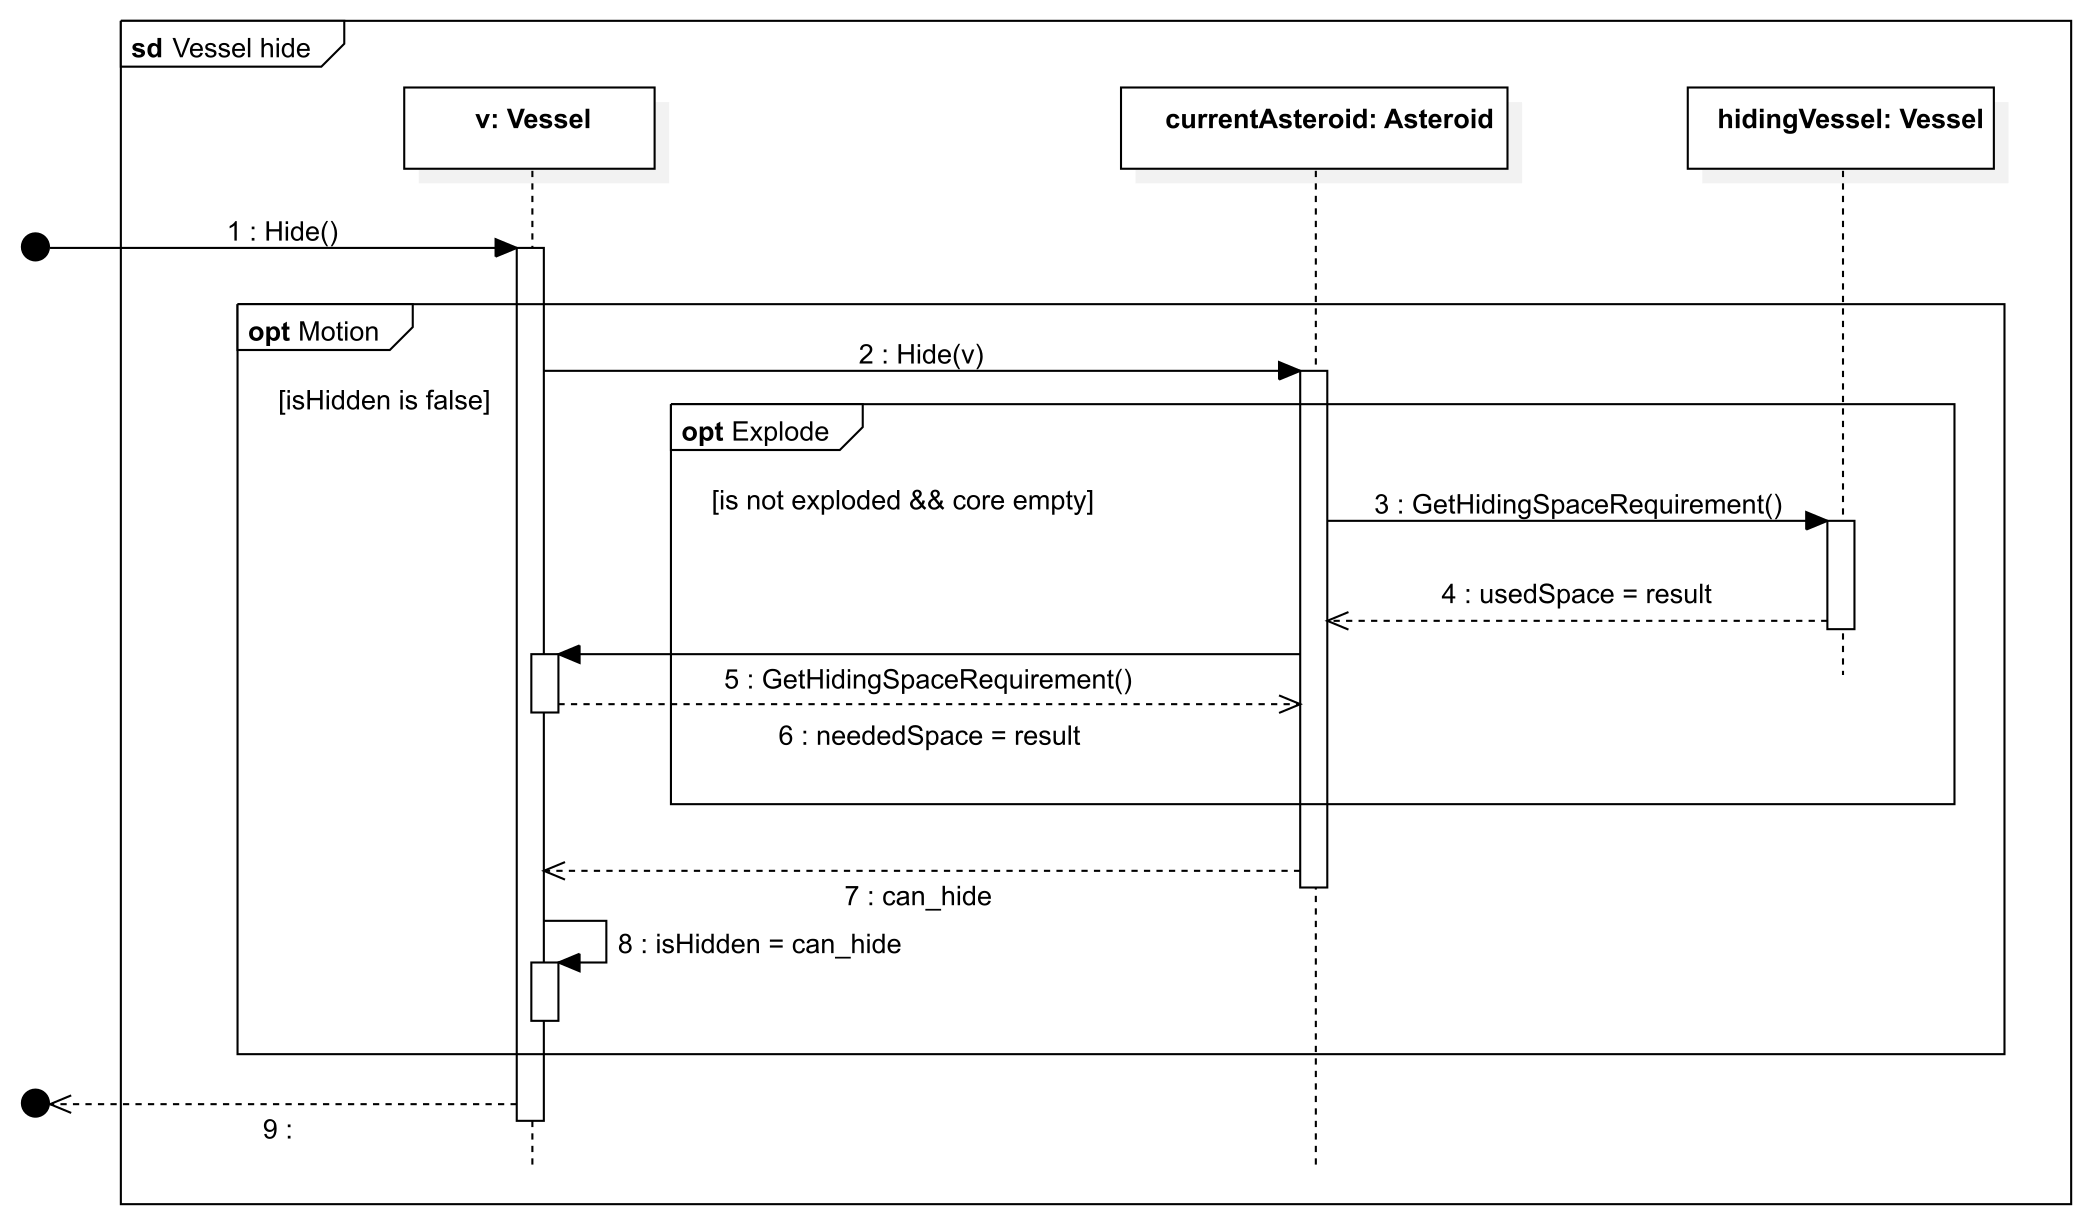 sd Vessel hide
v: Vessel
currentAsteroid: Asteroid
hidingVessel: Vessel
1 : Hide()
opt Motion
2 : Hide(v)
[isHidden is false]
opt Explode
[is not exploded && core empty]
3 : GetHidingSpaceRequirement()
4 : usedSpace = result
5 : GetHidingSpaceRequirement()
6 : neededSpace = result
7 : can_hide
8 : isHidden = can_hide
9 :